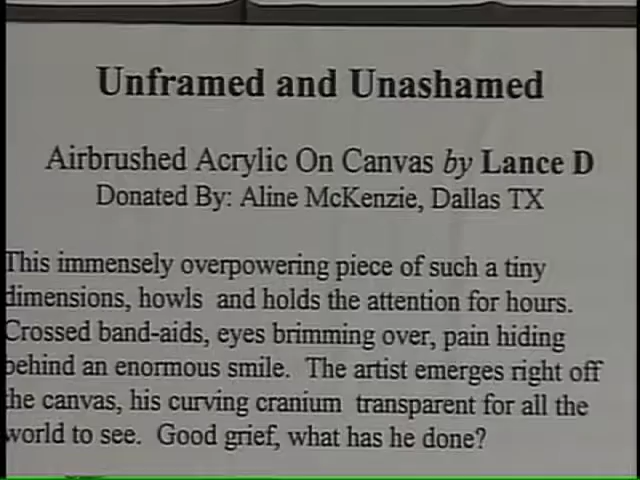 Unframed and Unashamed
Airbrushed Acrylic On Canvas by Lance D
Donated By: Aline McKenzie, Dallas TX
This immensely overpowering piece of such a tiny
dimensions, howls and holds the attention for hours.
Crossed band-aids, eyes brimming over, pain hiding
behind an enormous smile. The artist emerges right off
the canvas, his curving cranium transparent for all the
world to see. Good grief, what has he done?